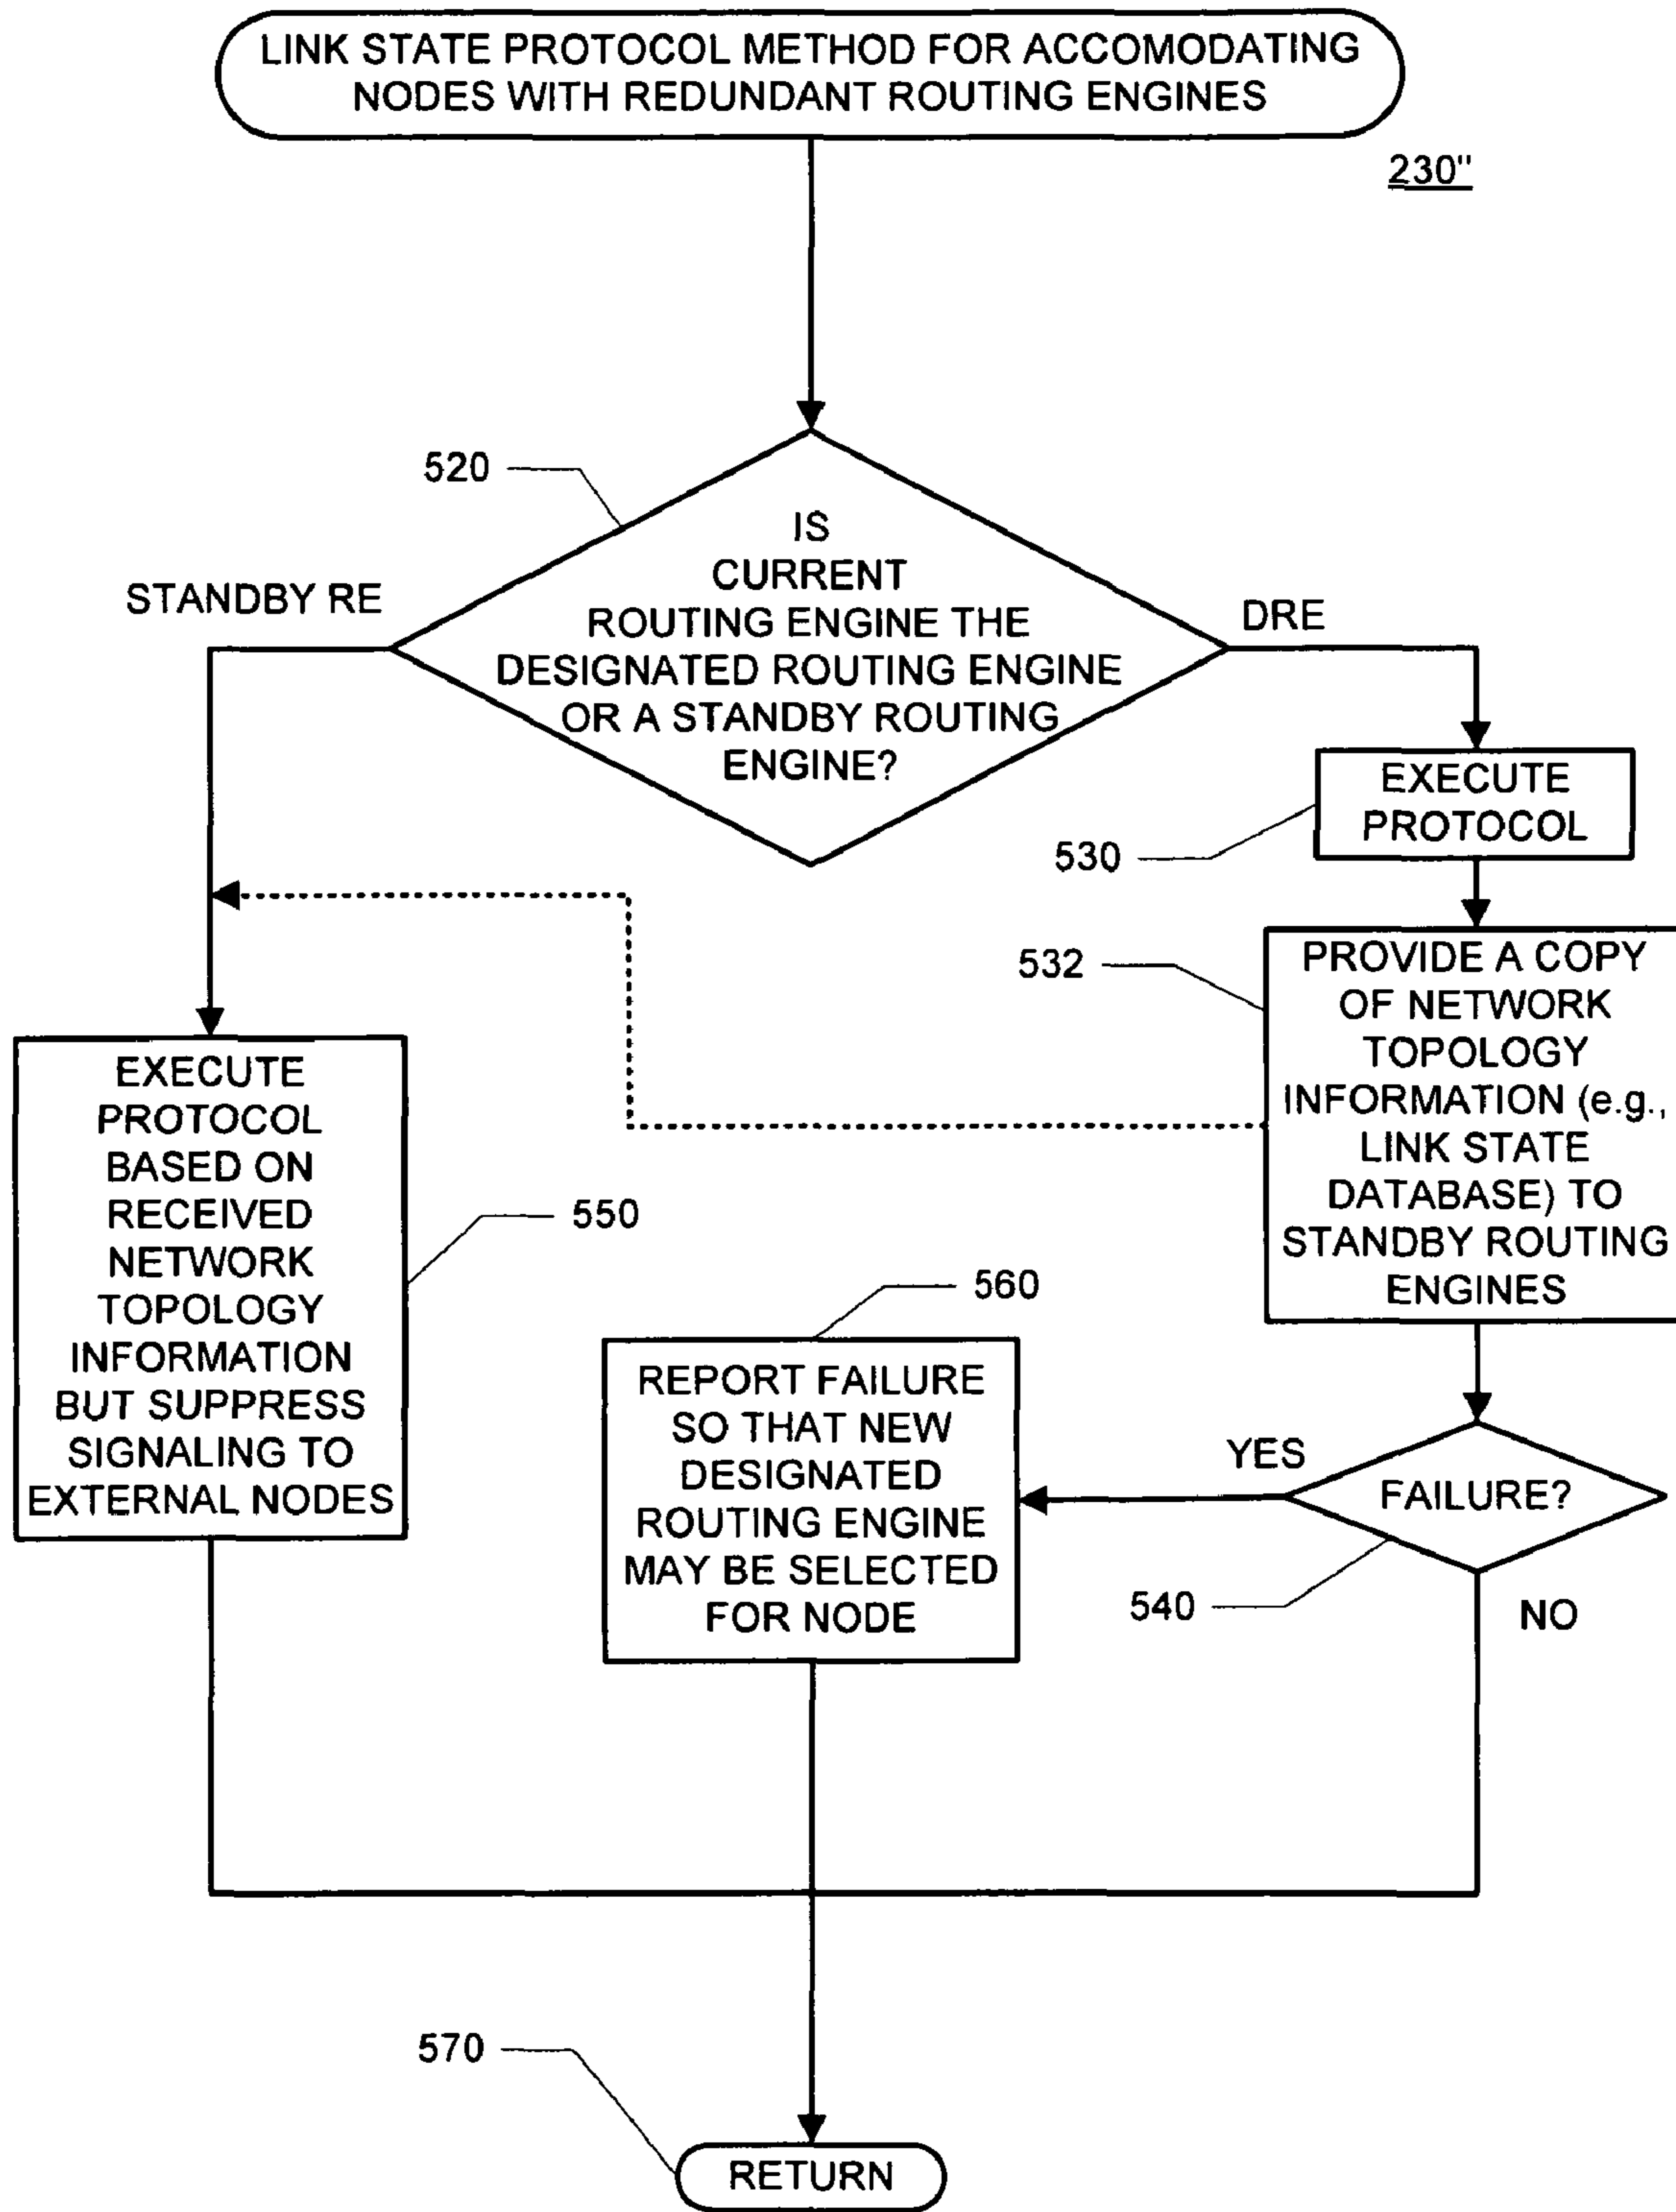 LINK STATE PROTOCOL METHOD FOR ACCOMODATING
NODES WITH REDUNDANT ROUTING ENGINES
230"
520
IS
CURRENT
ROUTING ENGINE THE
DESIGNATED ROUTING ENGINE
OR A STANDBY ROUTING
ENGINE?
STANDBY RE
DRE
EXECUTE
PROTOCOL
530
532
PROVIDE A COPY
OF NETWORK
TOPOLOGY
INFORMATION (e.g.,
LINK STATE
DATABASE) TO
STANDBY ROUTING
ENGINES
EXECUTE
PROTOCOL
BASED ON
RECEIVED
NETWORK
TOPOLOGY
INFORMATION
BUT SUPPRESS
SIGNALING TO
EXTERNAL NODES
550
560
REPORT FAILURE
SO THAT NEW
DESIGNATED
ROUTING ENGINE
MAY BE SELECTED
FOR NODE
YES
FAILURE?
540
NO
570
RETURN